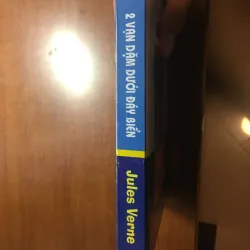 2 VẠN DẶM DƯỚI ĐÁY BIỂN
Jules Verne